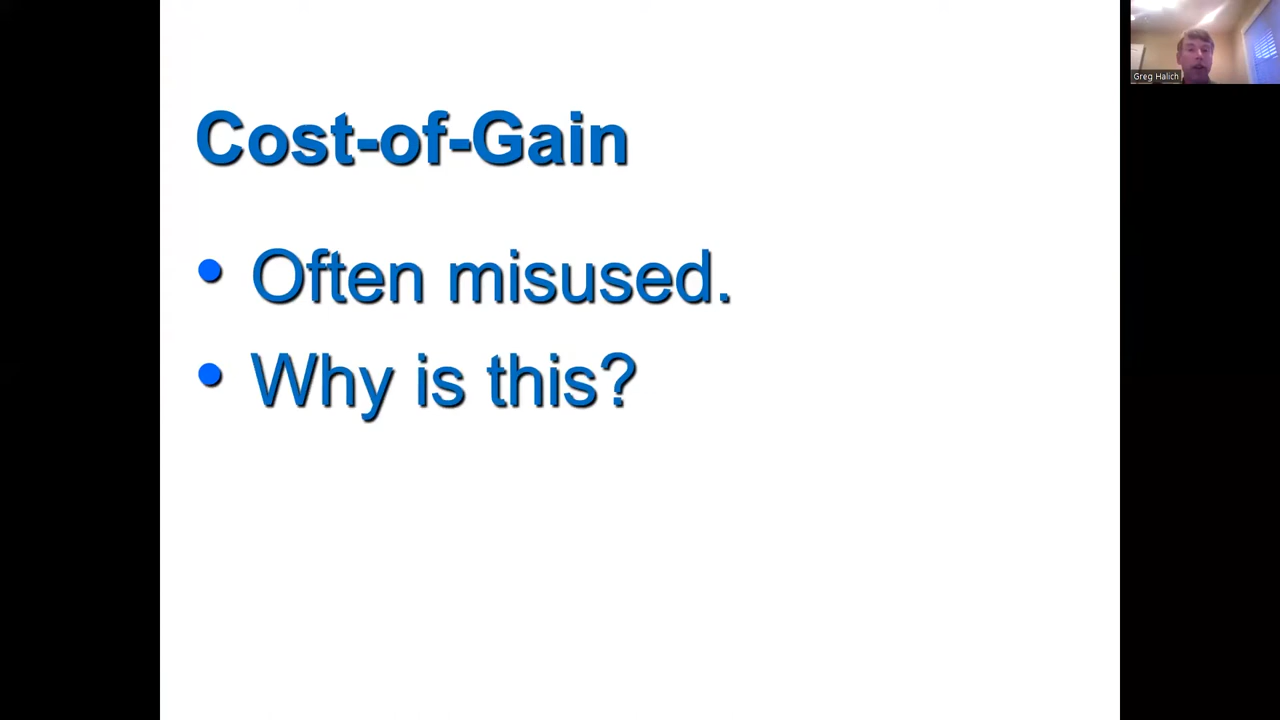 Cost-of-Gain
• Often misused.
• Why is this?
Greg Halich